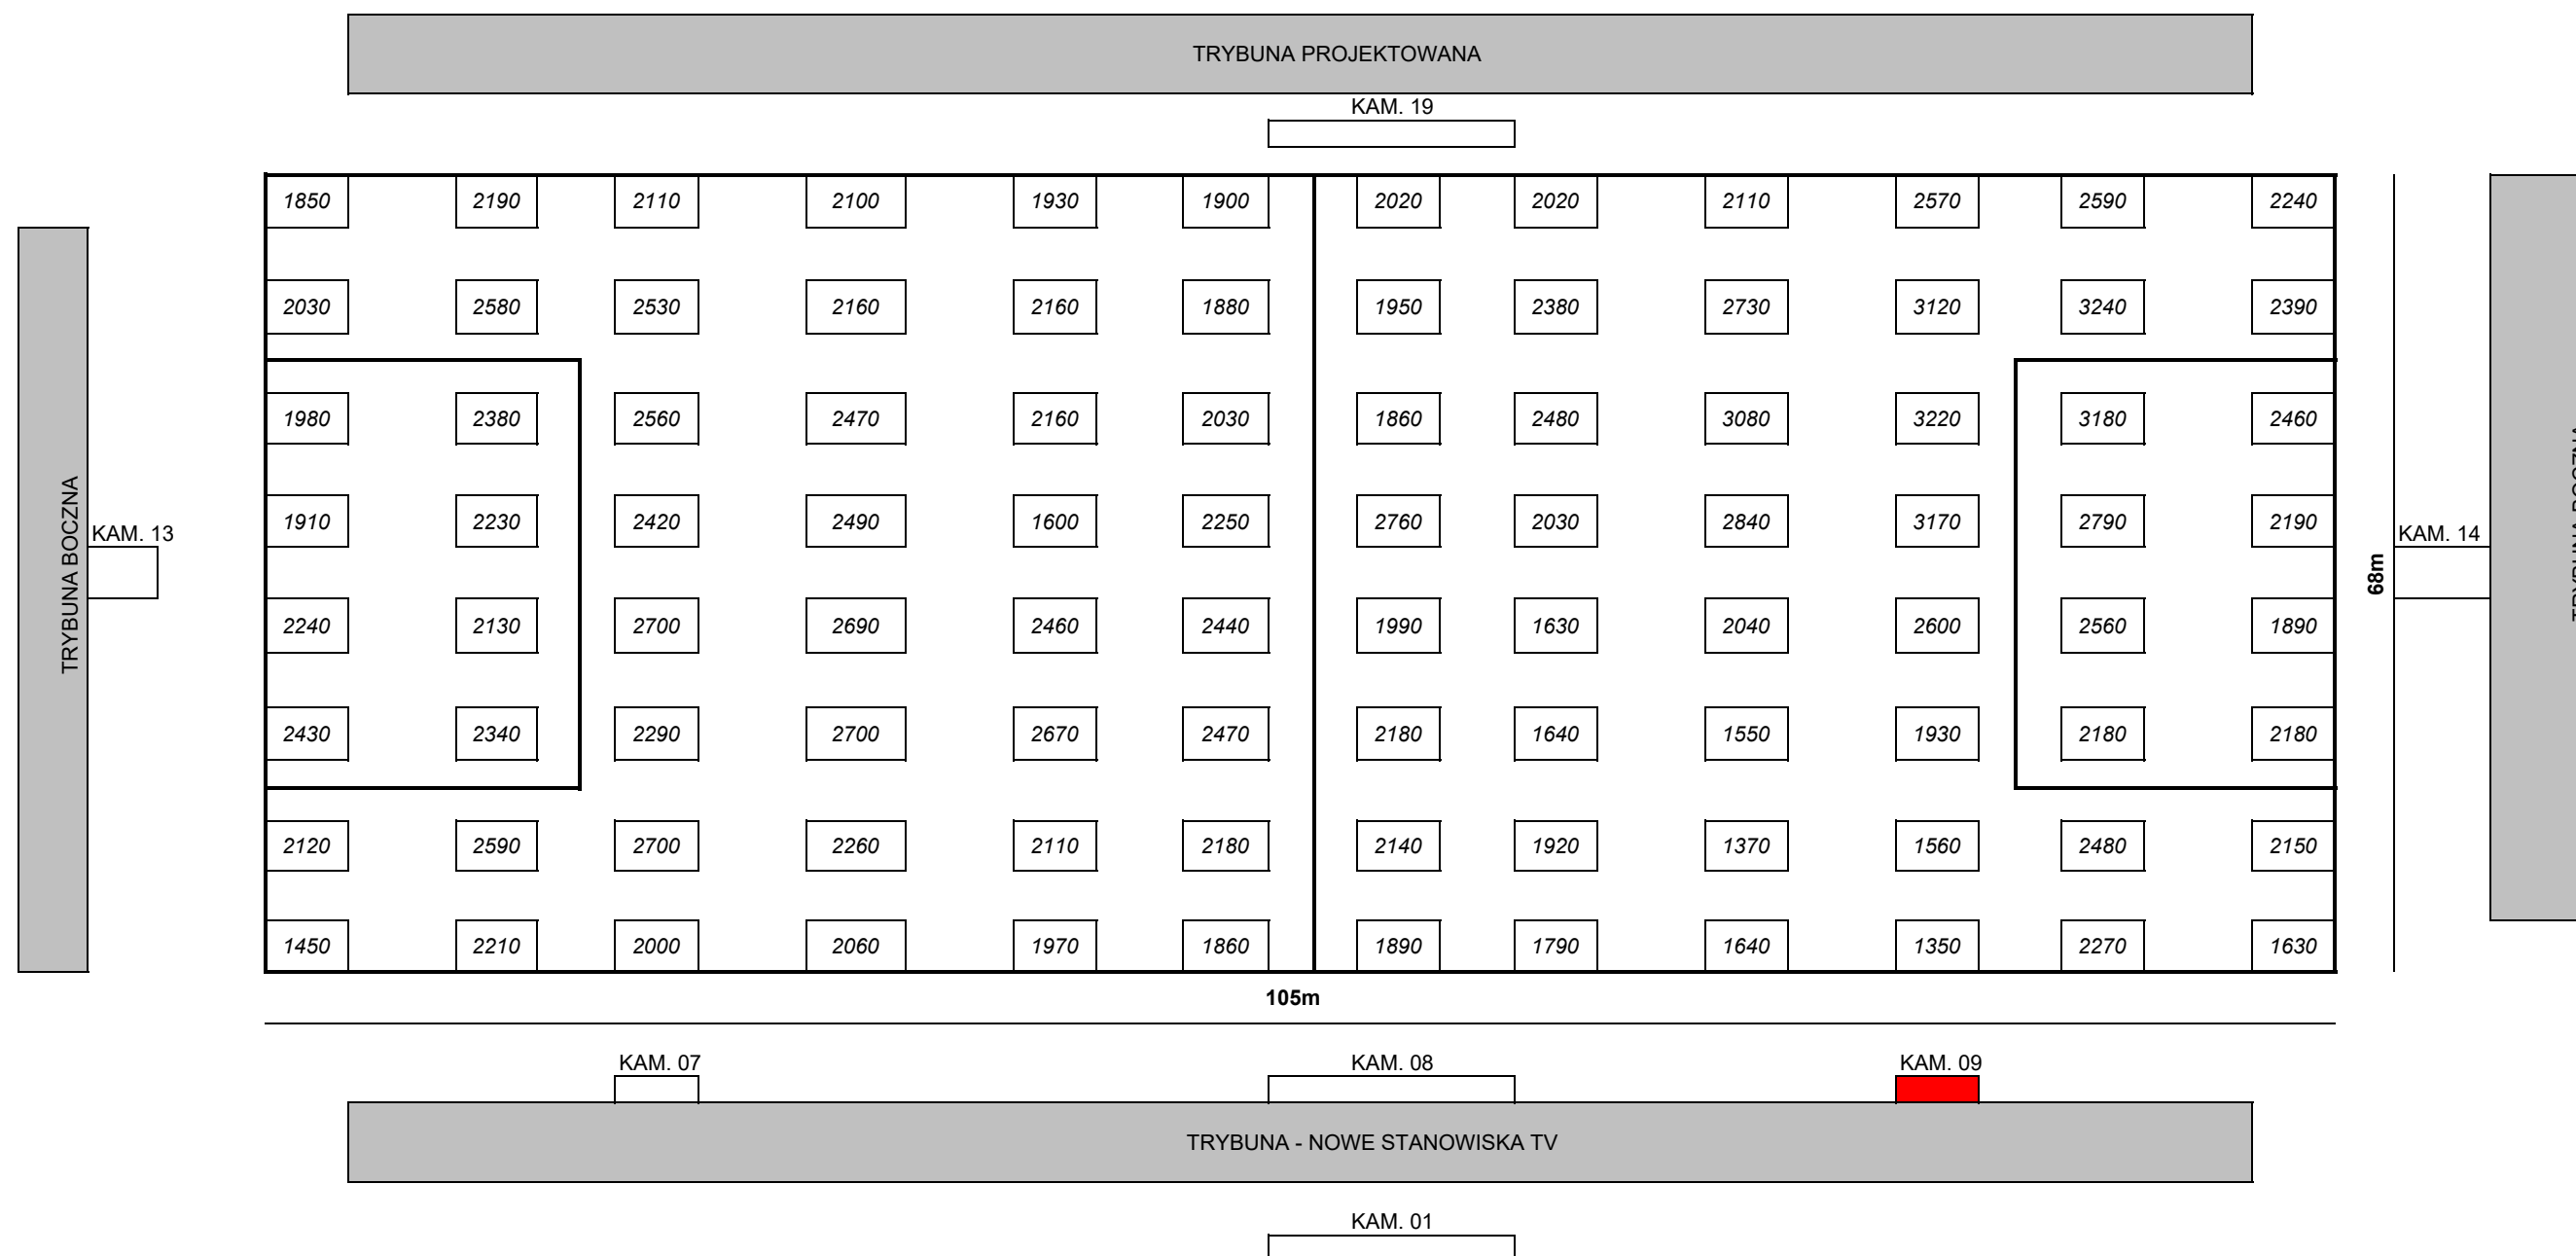 TRYBUNA PROJEKTOWANA
KAM. 19
1850 2190 2110 2100 1930 1900 2020 2020 2110 2570 2590 2240
2030 2580 2530 2160 2160 1880 1950 2380 2730 3120 3240 2390
1980 2380 2560 2470 2160 2030 1860 2480 3080 3220 3180 2460
1910 2230 2420 2490 1600 2250 2760 2030 2840 3170 2790 2190
TRYBUNA BOCZNA
KAM. 13
KAM. 14
68m
2240 2130 2700 2690 2460 2440 1990 1630 2040 2600 2560 1890
2430 2340 2290 2700 2670 2470 2180 1640 1550 1930 2180 2180
2120 2590 2700 2260 2110 2180 2140 1920 1370 1560 2480 2150
1450 2210 2000 2060 1970 1860 1890 1790 1640 1350 2270 1630
105m
KAM. 07 KAM. 08 KAM. 09
TRYBUNA - NOWE STANOWISKA TV
KAM. 01